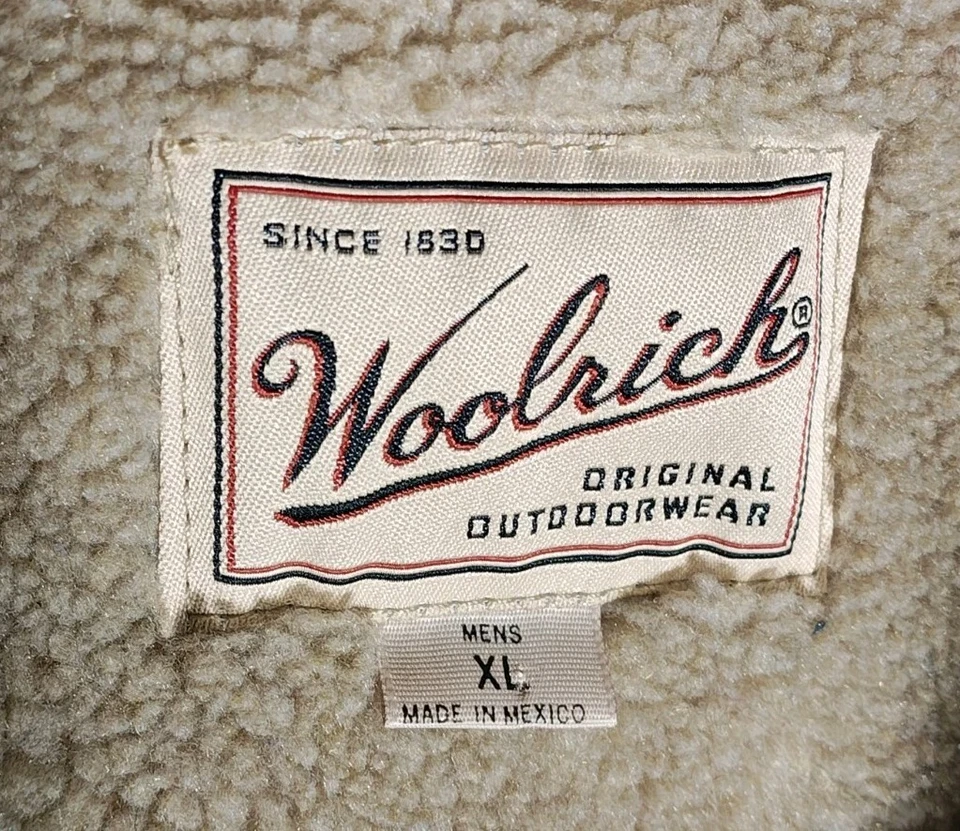 SINCE 1830
Woolrich®
ORIGINAL
OUTDOORWEAR
MENS
XL
MADE IN MEXICO